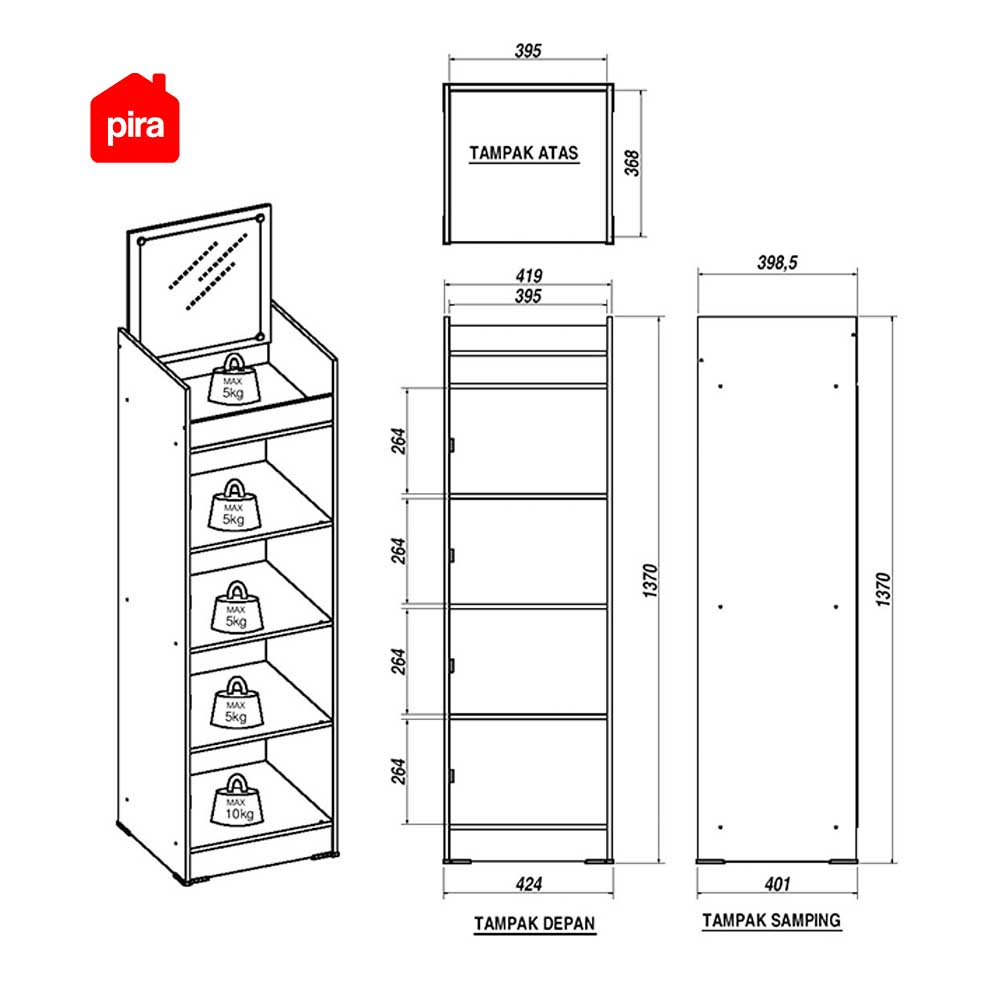 pira
395
TAMPAK ATAS
368
MAX
5kg
MAX
5kg
MAX
5kg
MAX
5kg
MAX
10kg
419
395
264
264
264
264
1370
424
TAMPAK DEPAN
398,5
1370
401
TAMPAK SAMPING